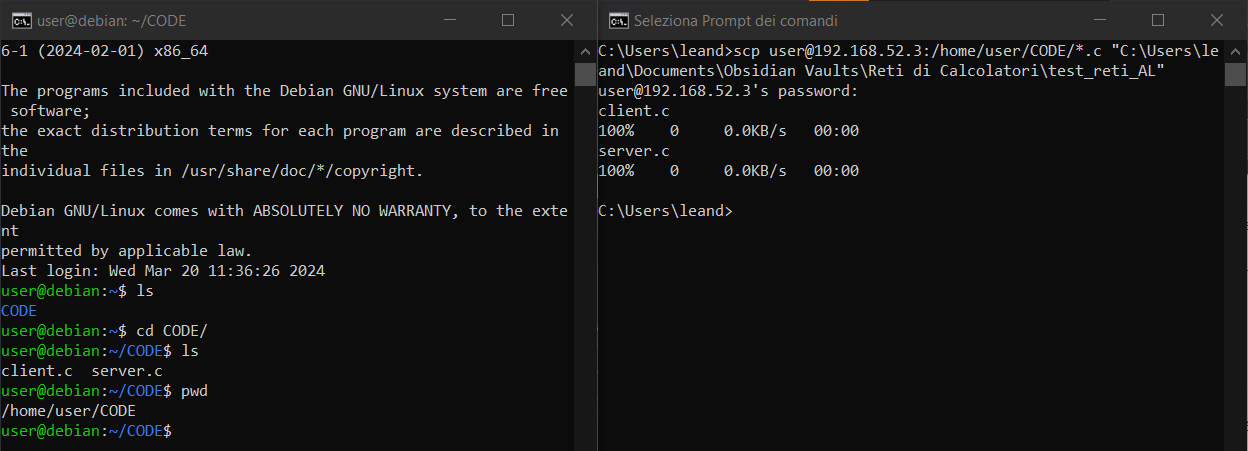 user@debian: ~/CODE
6-1 (2024-02-01) x86_64
The programs included with the Debian GNU/Linux system are free
software;
the exact distribution terms for each program are described in
the
individual files in /usr/share/doc/*/copyright.
Debian GNU/Linux comes with ABSOLUTELY NO WARRANTY, to the exte
nt
permitted by applicable law.
Last login: Wed Mar 20 11:36:26 2024
user@debian:~$ ls
CODE
user@debian:~$ cd CODE/
user@debian:~/CODE$ ls
client.c  server.c
user@debian:~/CODE$ pwd
/home/user/CODE
user@debian:~/CODE$
Seleziona Prompt dei comandi
C:\Users\leand>scp user@192.168.52.3:/home/user/CODE/*.c "C:\Users\le
and\Documents\Obsidian Vaults\Reti di Calcolatori\test_reti_AL"
user@192.168.52.3's password:
client.c
100%    0     0.0KB/s   00:00
server.c
100%    0     0.0KB/s   00:00
C:\Users\leand>